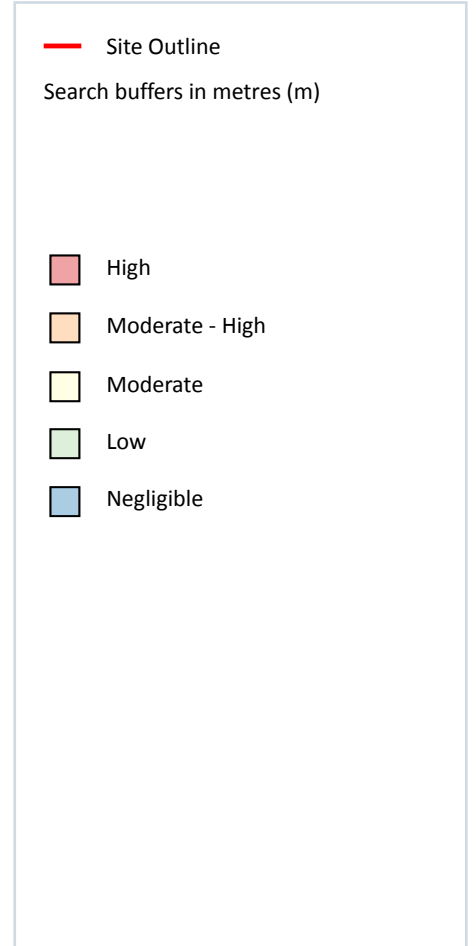 Site Outline
Search buffers in metres (m)
High
Moderate - High
Moderate
Low
Negligible